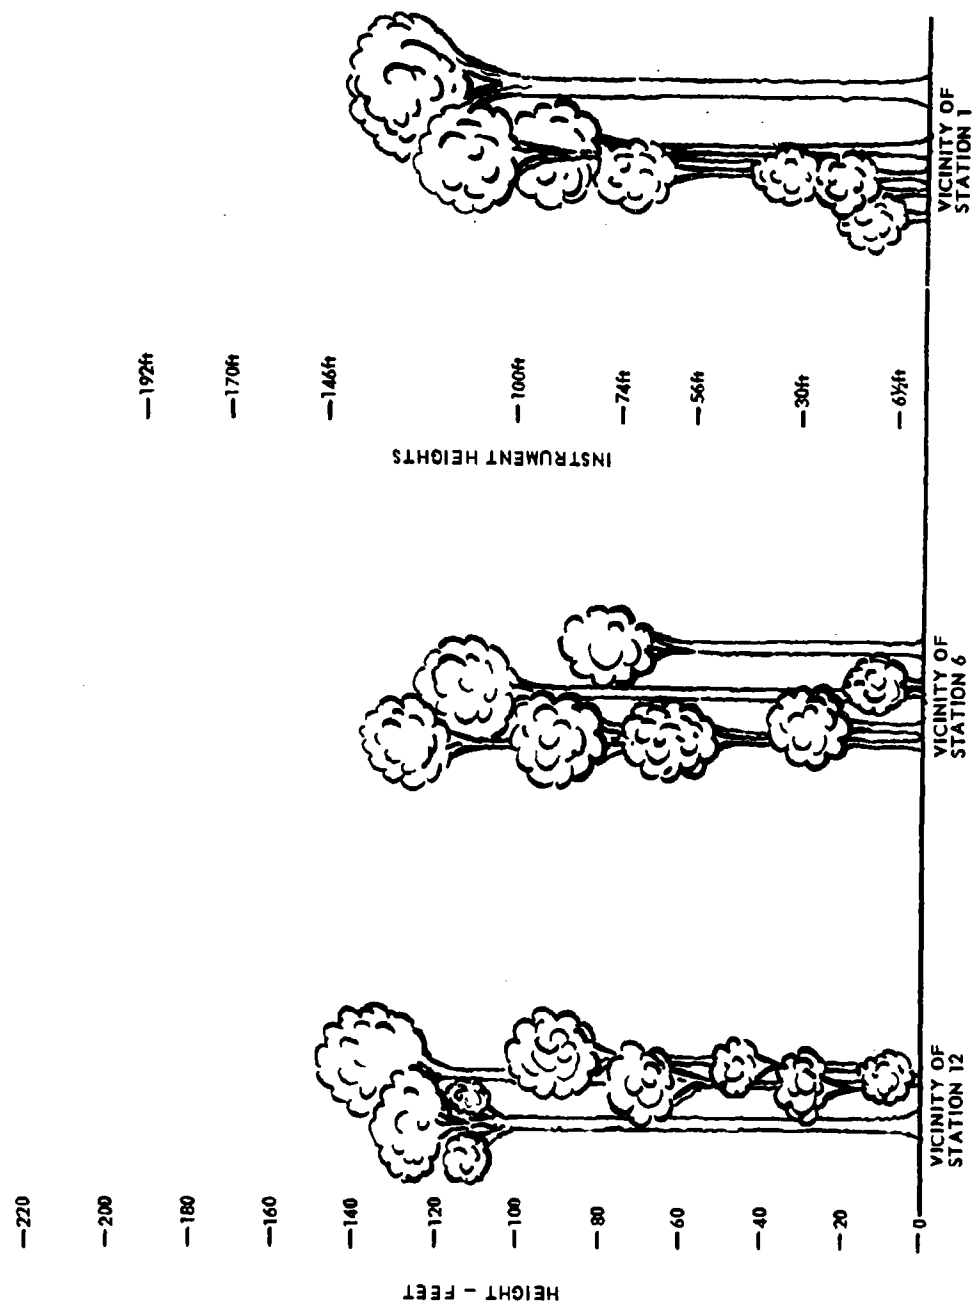 HEIGHT – FEET
—220
—200
—180
—160
—140
—120
—100
—80
—60
—40
—20
—0
INSTRUMENT HEIGHTS
—192ft
—170ft
—146ft
—100ft
—74ft
—56ft
—30ft
—6½ft
VICINITY OF
STATION 12
VICINITY OF
STATION 6
VICINITY OF
STATION 1